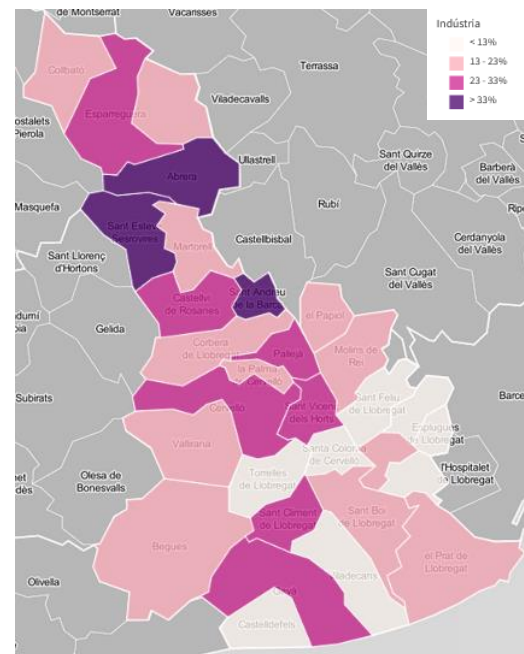 de Montserrat
Vacarisses
Indústria
< 13%
13 - 23%
23 - 33%
> 33%
Terrassa
Collbató
Viladecavalls
Esparreguera
ostalets
Pierola
Sant Quirze
del Vallès
Ullastrell
Barberà
del Vallès
Abrera
Rubí
Masquefa
Ripo
Sant Esteve
Sesrovires
Castellbisbal
Cerdanyola
del Vallès
Martorell
Sant Llorenç
d'Hortons
Sant Cugat
del Vallès
Sant Andreu
de la Barca
Castellví
de Rosanes
el Papiol
Gelida
Corbera
de Llobregat
Pallejà
Molins de
Rei
la Palma
Cervelló
Subirats
Barce
Sant Feliu
de Llobregat
Cervelló
Sant Vicenç
dels Horts
Esplugues
de Llobregat
Vallirana
Santa Coloma
de Cervelló
l'Hospitalet
de Llobregat
Olesa de
Bonesvalls
Torrelles
de Llobregat
Sant Climent
de Llobregat
Sant Boi
de Llobregat
Begues
el Prat de
Llobregat
Viladecans
Olivella
Gavà
Castelldefels